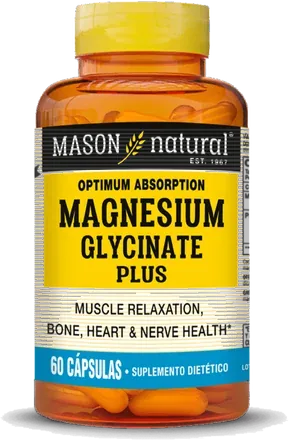 MASON natural
EST. 1967
OPTIMUM ABSORPTION
MAGNESIUM
GLYCINATE
PLUS
MUSCLE RELAXATION,
BONE, HEART & NERVE HEALTH*
60 CÁPSULAS • SUPLEMENTO DIETÉTICO